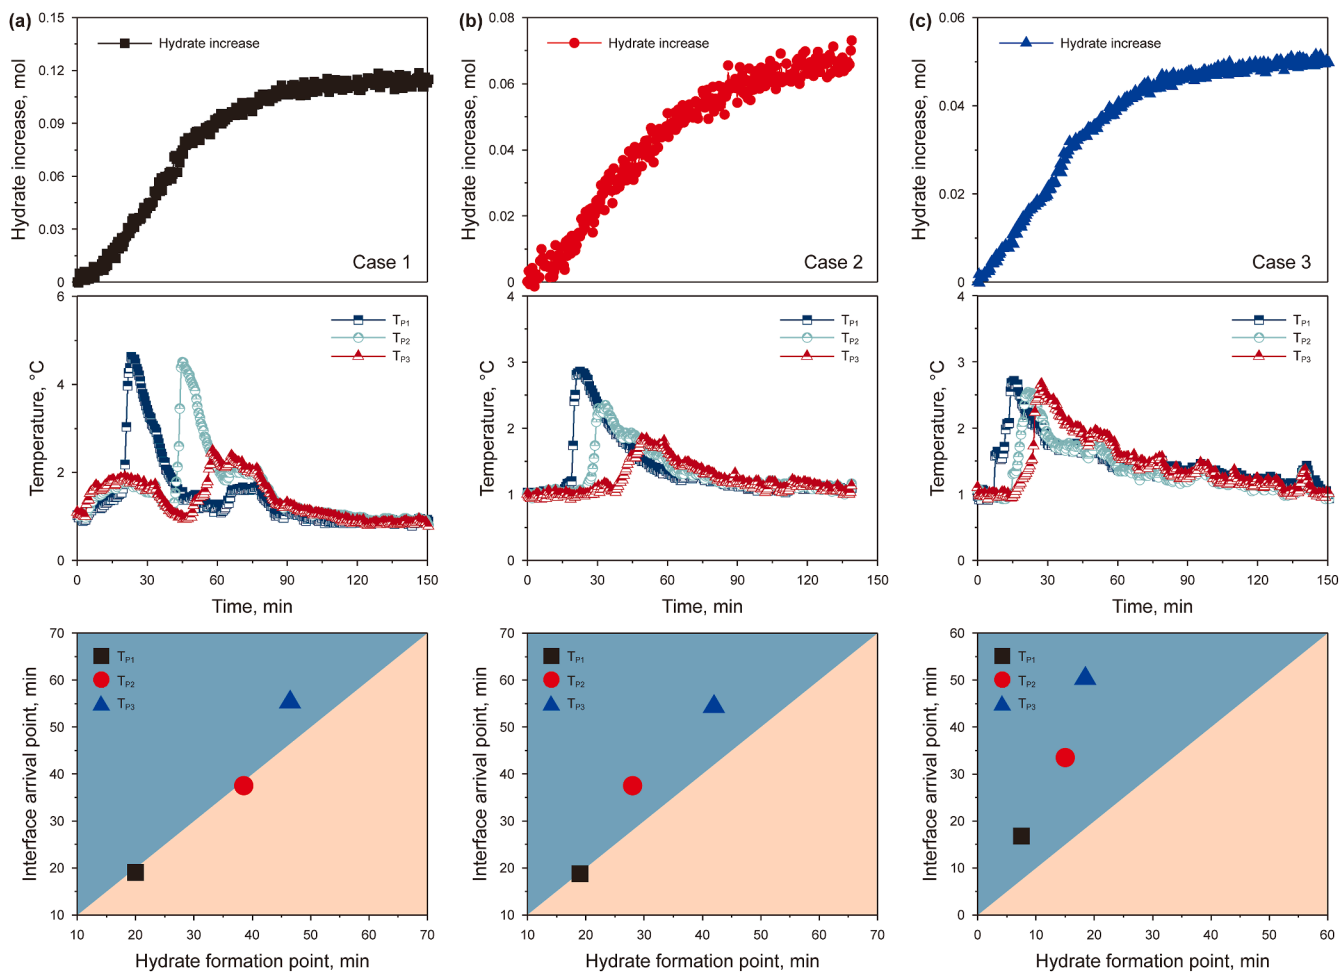 (a)
0.15
0.12
0.09
0.06
0.03
0
Hydrate increase, mol
Hydrate increase
Case 1
6
4
2
0
Temperature, °C
TP1
TP2
TP3
0 30 60 90 120 150
Time, min
70
60
50
40
30
20
10
Interface arrival point, min
TP1
TP2
TP3
10 20 30 40 50 60 70
Hydrate formation point, min
(b)
0.08
0.06
0.04
0.02
0
Hydrate increase, mol
Hydrate increase
Case 2
4
3
2
1
0
Temperature, °C
TP1
TP2
TP3
0 30 60 90 120 150
Time, min
70
60
50
40
30
20
10
Interface arrival point, min
TP1
TP2
TP3
10 20 30 40 50 60 70
Hydrate formation point, min
(c)
0.06
0.04
0.02
0
Hydrate increase, mol
Hydrate increase
Case 3
4
3
2
1
0
Temperature, °C
TP1
TP2
TP3
0 30 60 90 120 150
Time, min
60
50
40
30
20
10
0
Interface arrival point, min
TP1
TP2
TP3
0 10 20 30 40 50 60
Hydrate formation point, min